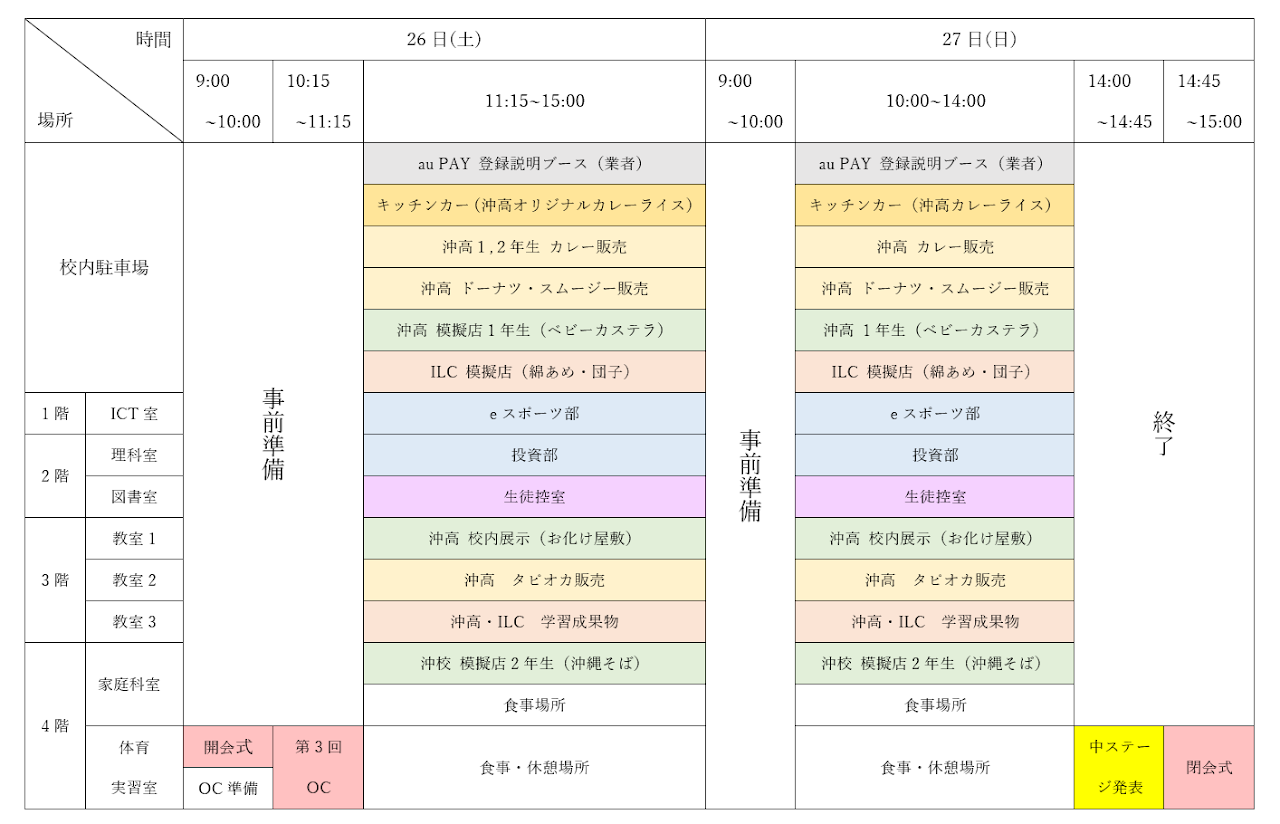 時間
26日(土)
27日(日)
場所
9:00
~10:00
10:15
~11:15
11:15~15:00
9:00
~10:00
10:00~14:00
14:00
~14:45
14:45
~15:00
校内駐車場
事前準備
au PAY 登録説明ブース（業者）
事前準備
au PAY 登録説明ブース（業者）
終了
キッチンカー(沖高オリジナルカレーライス)
キッチンカー（沖高カレーライス）
沖高1,2年生 カレー販売
沖高 カレー販売
沖高 ドーナツ・スムージー販売
沖高 ドーナツ・スムージー販売
沖高 模擬店1年生（ベビーカステラ）
沖高 1年生（ベビーカステラ）
ILC 模擬店（綿あめ・団子）
ILC 模擬店（綿あめ・団子）
1階
ICT室
eスポーツ部
eスポーツ部
2階
理科室
投資部
投資部
図書室
生徒控室
生徒控室
3階
教室1
沖高 校内展示（お化け屋敷）
沖高 校内展示（お化け屋敷）
教室2
沖高　タピオカ販売
沖高　タピオカ販売
教室3
沖高・ILC　学習成果物
沖高・ILC　学習成果物
4階
家庭科室
沖校 模擬店2年生（沖縄そば）
沖校 模擬店2年生（沖縄そば）
食事場所
食事場所
体育
実習室
開会式
OC準備
第3回
OC
食事・休憩場所
食事・休憩場所
中ステー
ジ発表
閉会式